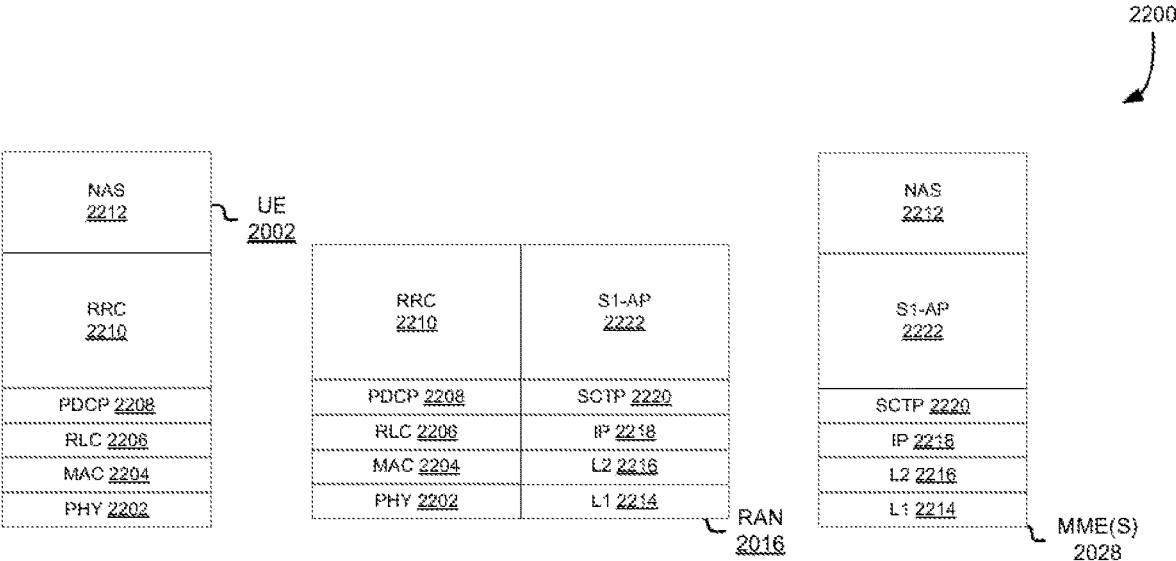 2200
NAS
2212
UE
2002
RRC
2210
PDCP 2208
RLC 2206
MAC 2204
PHY 2202
RRC
2210
S1-AP
2222
PDCP 2208
SCTP 2220
RLC 2206
IP 2218
MAC 2204
L2 2216
PHY 2202
L1 2214
RAN
2016
NAS
2212
S1-AP
2222
SCTP 2220
IP 2218
L2 2216
L1 2214
MME(S)
2028